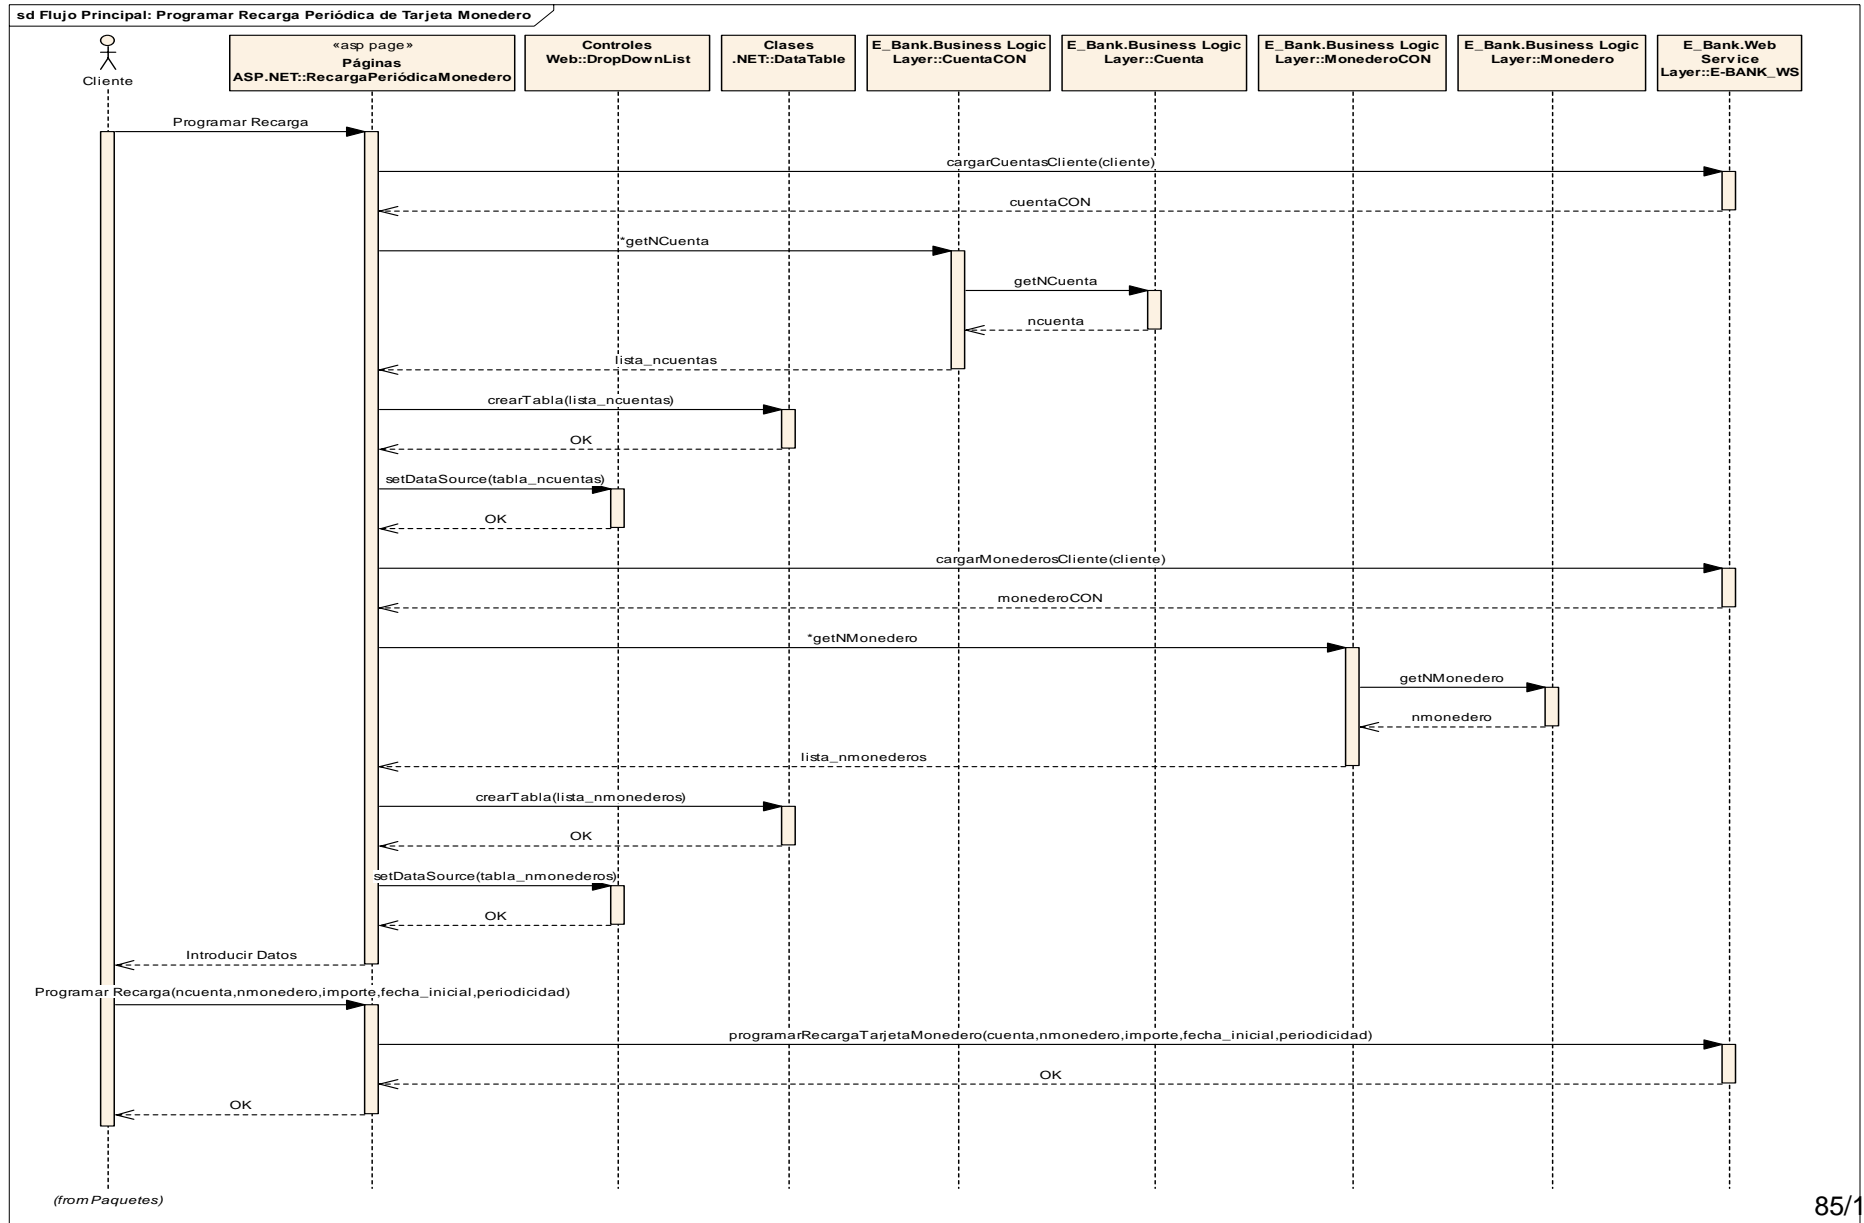 sd Flujo Principal: Programar Recarga Periódica de Tarjeta Monedero
Cliente
«asp page»
Páginas
ASP.NET::RecargaPeriódicaMonedero
Controles
Web::DropDownList
Clases
.NET::DataTable
E_Bank.Business Logic
Layer::CuentaCON
E_Bank.Business Logic
Layer::Cuenta
E_Bank.Business Logic
Layer::MonederoCON
E_Bank.Business Logic
Layer::Monedero
E_Bank.Web
Service
Layer::E-BANK_WS
Programar Recarga
cargarCuentasCliente(cliente)
cuentaCON
*getNCuenta
getNCuenta
ncuenta
lista_ncuentas
crearTabla(lista_ncuentas)
OK
setDataSource(tabla_ncuentas)
OK
cargarMonederosCliente(cliente)
monederoCON
*getNMonedero
getNMonedero
nmonedero
lista_nmonederos
crearTabla(lista_nmonederos)
OK
setDataSource(tabla_nmonederos)
OK
Introducir Datos
Programar Recarga(ncuenta,nmonedero,importe,fecha_inicial,periodicidad)
programarRecargaTarjetaMonedero(cuenta,nmonedero,importe,fecha_inicial,periodicidad)
OK
OK
(from Paquetes)
85/1